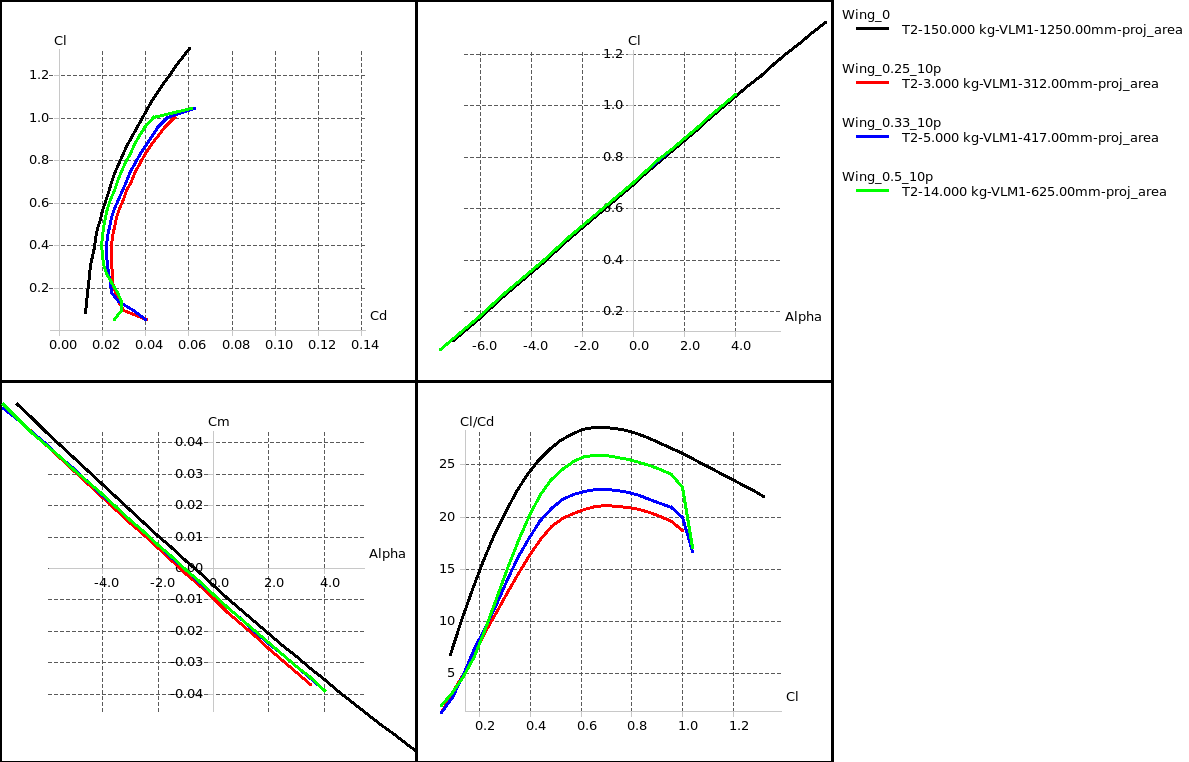 Cl
1.2
1.0
0.8
0.6
0.4
0.2
Cd
0.00 0.02 0.04 0.06 0.08 0.10 0.12 0.14
Cl
1.2
1.0
0.8
0.6
0.4
0.2
Alpha
-6.0 -4.0 -2.0 0.0 2.0 4.0
Cm
0.04
0.03
0.02
0.01
0.00
-0.01
-0.02
-0.03
-0.04
Alpha
-4.0 -2.0 0.0 2.0 4.0
Cl/Cd
25
20
15
10
5
Cl
0.2 0.4 0.6 0.8 1.0 1.2
Wing_0
T2-150.000 kg-VLM1-1250.00mm-proj_area
Wing_0.25_10p
T2-3.000 kg-VLM1-312.00mm-proj_area
Wing_0.33_10p
T2-5.000 kg-VLM1-417.00mm-proj_area
Wing_0.5_10p
T2-14.000 kg-VLM1-625.00mm-proj_area